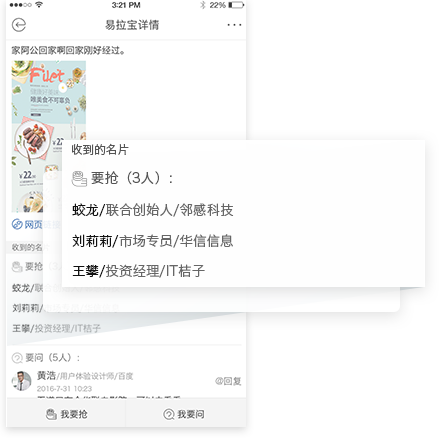 3:21 PM
22%
易拉宝详情
家阿公回家啊回家刚好经过。
Filet
唯美食不可辜负
¥22
¥22
收到的名片
要抢（3人）:
蛟龙/联合创始人/邻感科技
刘莉莉/市场专员/华信信息
王攀/投资经理/IT桔子
网页
收到的名
要抢
蛟龙/
刘莉莉/
王攀/投资经理/IT桔子
要问（5人）:
黄浩/用户体验设计师/百度
2016-7-31 10:23
@回复
我要抢
我要问